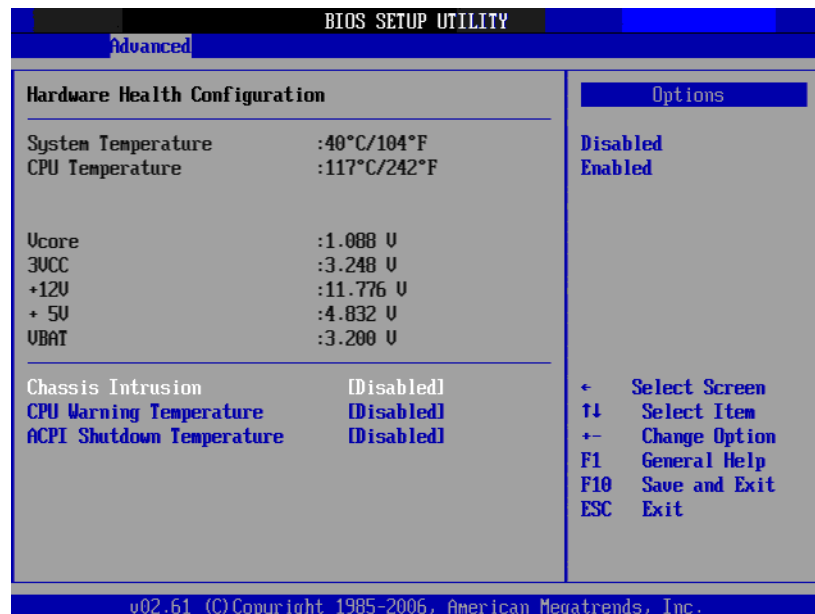 BIOS SETUP UTILITY
Advanced
Hardware Health Configuration
System Temperature :40°C/104°F
CPU Temperature :117°C/242°F
Vcore :1.088 V
3VCC :3.248 V
+12V :11.776 V
+ 5V :4.832 V
VBAT :3.200 V
Chassis Intrusion [Disabled]
CPU Warning Temperature [Disabled]
ACPI Shutdown Temperature [Disabled]
Options
Disabled
Enabled
← Select Screen
↑↓ Select Item
+- Change Option
F1 General Help
F10 Save and Exit
ESC Exit
v02.61 (C)Copyright 1985-2006, American Megatrends, Inc.